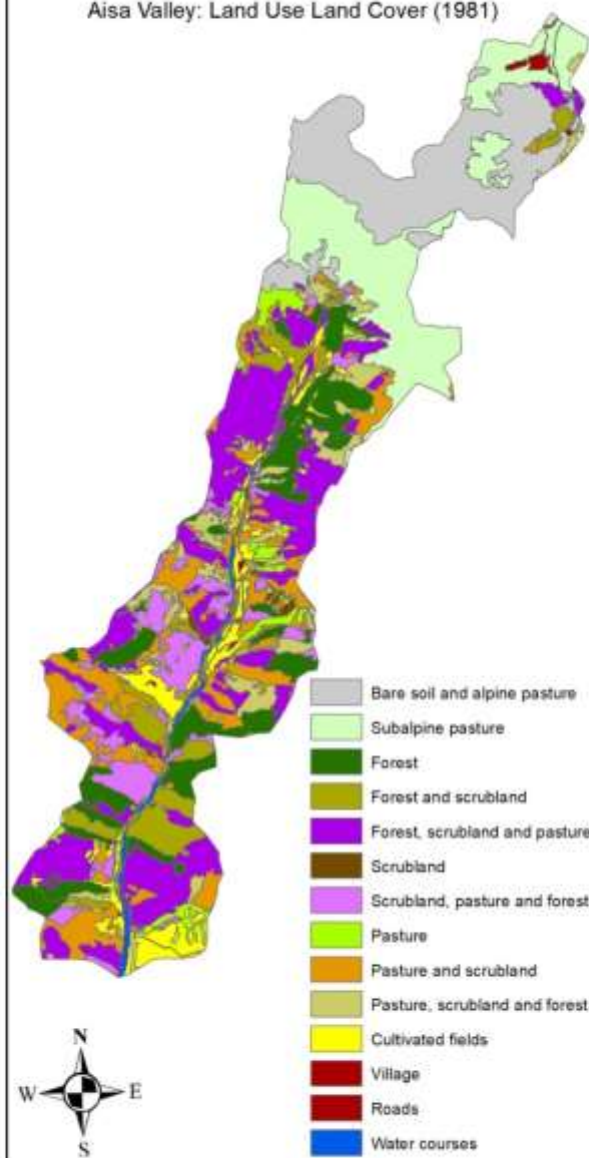 Aisa Valley: Land Use Land Cover (1981)
Bare soil and alpine pasture
Subalpine pasture
Forest
Forest and scrubland
Forest, scrubland and pasture
Scrubland
Scrubland, pasture and forest
Pasture
Pasture and scrubland
Pasture, scrubland and forest
Cultivated fields
Village
Roads
Water courses
N
W E
S